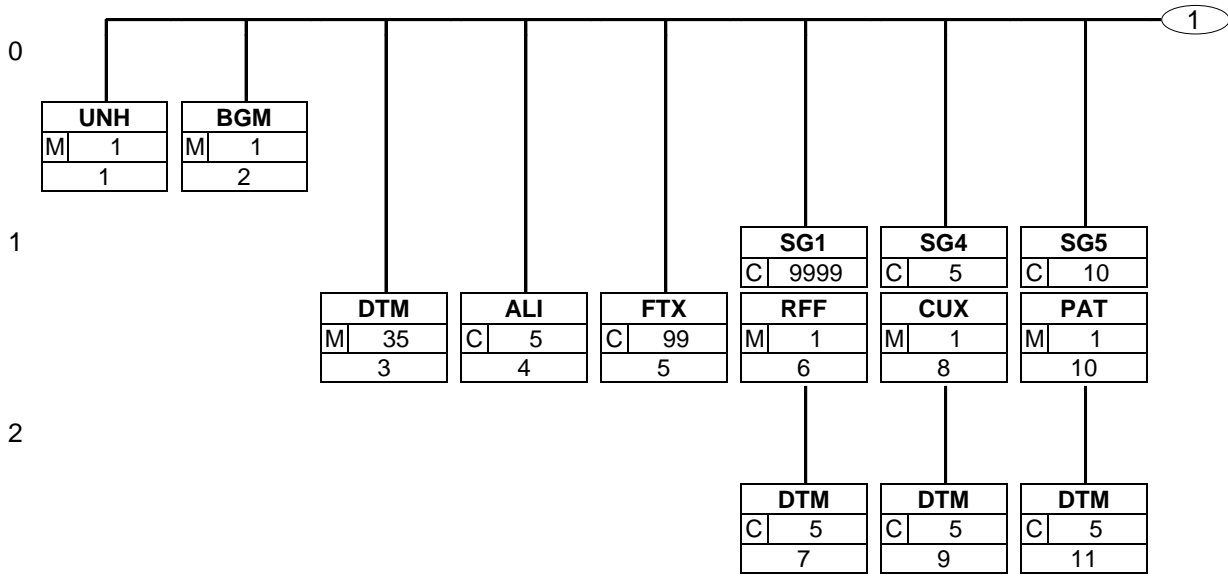 1
0
UNH BGM
M 1 M 1
1 2
1
SG1 SG4 SG5
C 9999 C 5 C 10
DTM ALI FTX RFF CUX PAT
M 35 C 5 C 99 M 1 M 1 M 1
3 4 5 6 8 10
2
DTM DTM DTM
C 5 C 5 C 5
7 9 11